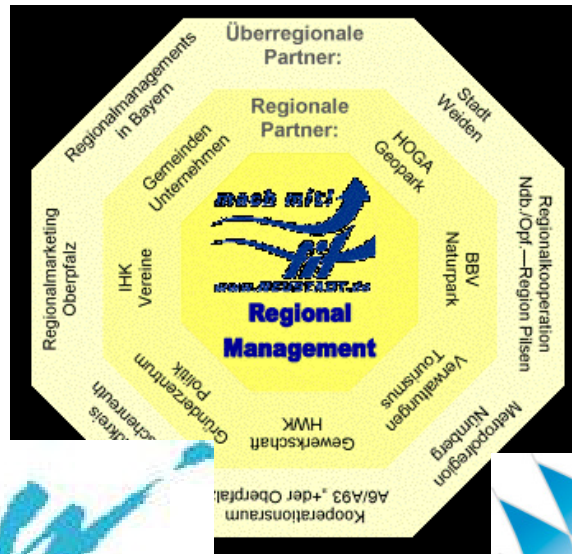 Überregionale
Partner:
Regionale
Partner:
Regionalmanagements
in Bayern
Stadt
Weiden
Gemeinden
Unternehmen
HOGA
Geopark
mach mit!
Regional
Management
Regionalmarketing
Oberpfalz
IHK
Vereine
BBV
Naturpark
Regionalkooperation
Ndb./Opf.—Region Pilsen
Gründerzentrum
Politik
Verwaltungen
Tourismus
Gewerkschaft
HWK
Metropolregion
Nürnberg
Kooperationsraum
A6/A93 „+der Oberpfalz